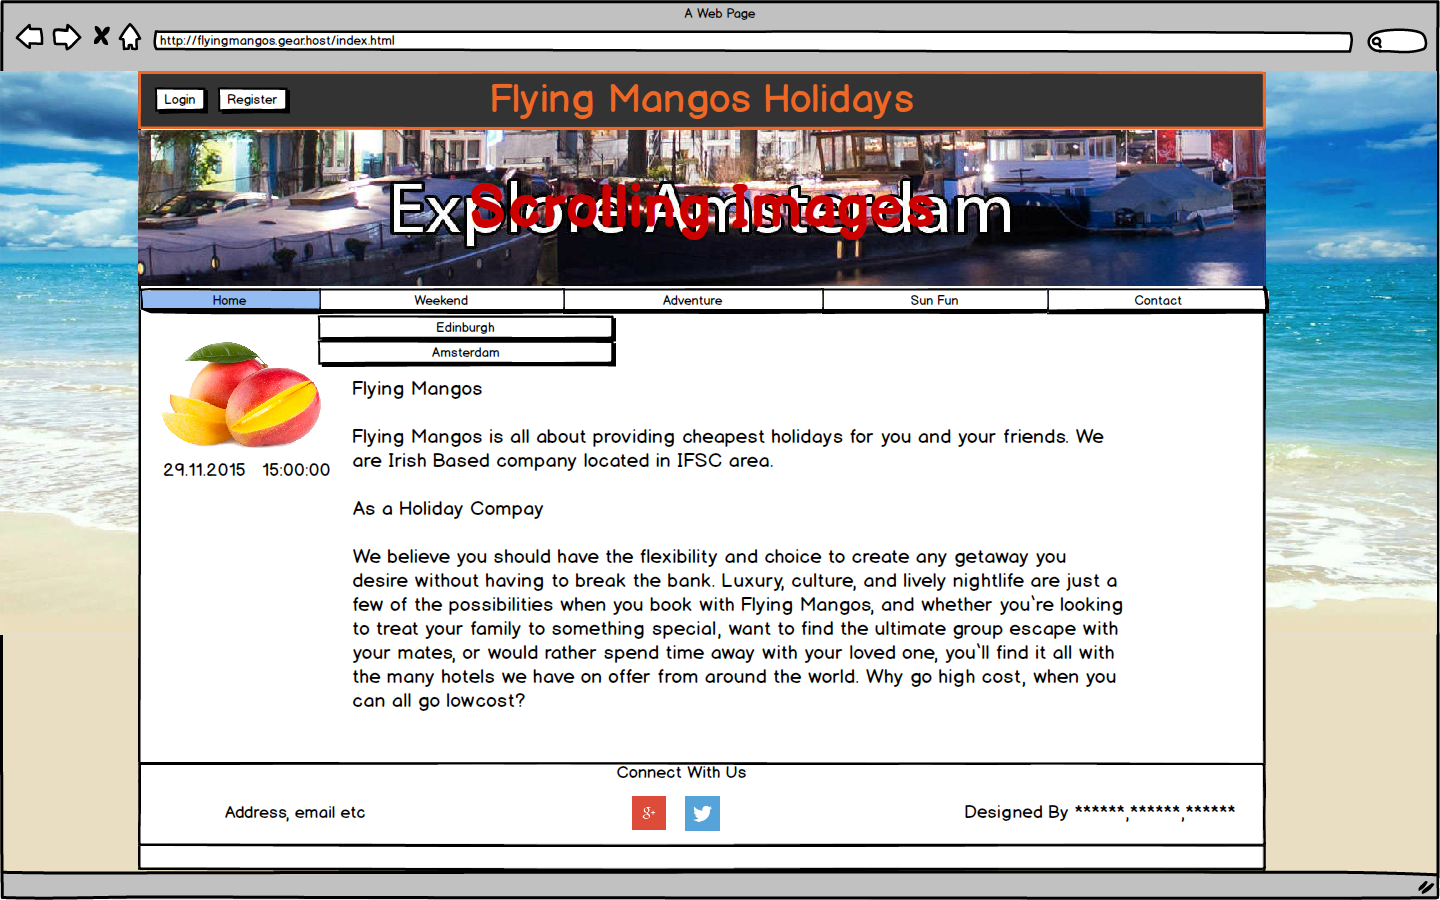 A Web Page
http://flyingmangos.gear.host/index.html
Login
Register
Flying Mangos Holidays
Explore Amsterdam
Scrolling Images
Home
Weekend
Adventure
Sun Fun
Contact
Edinburgh
Amsterdam
Flying Mangos
Flying Mangos is all about providing cheapest holidays for you and your friends. We
are Irish Based company located in IFSC area.
29.11.2015 15:00:00
As a Holiday Compay
We believe you should have the flexibility and choice to create any getaway you
desire without having to break the bank. Luxury, culture, and lively nightlife are just a
few of the possibilities when you book with Flying Mangos, and whether you`re looking
to treat your family to something special, want to find the ultimate group escape with
your mates, or would rather spend time away with your loved one, you`ll find it all with
the many hotels we have on offer from around the world. Why go high cost, when you
can all go lowcost?
Connect With Us
Address, email etc
g+
Designed By ******,******,******